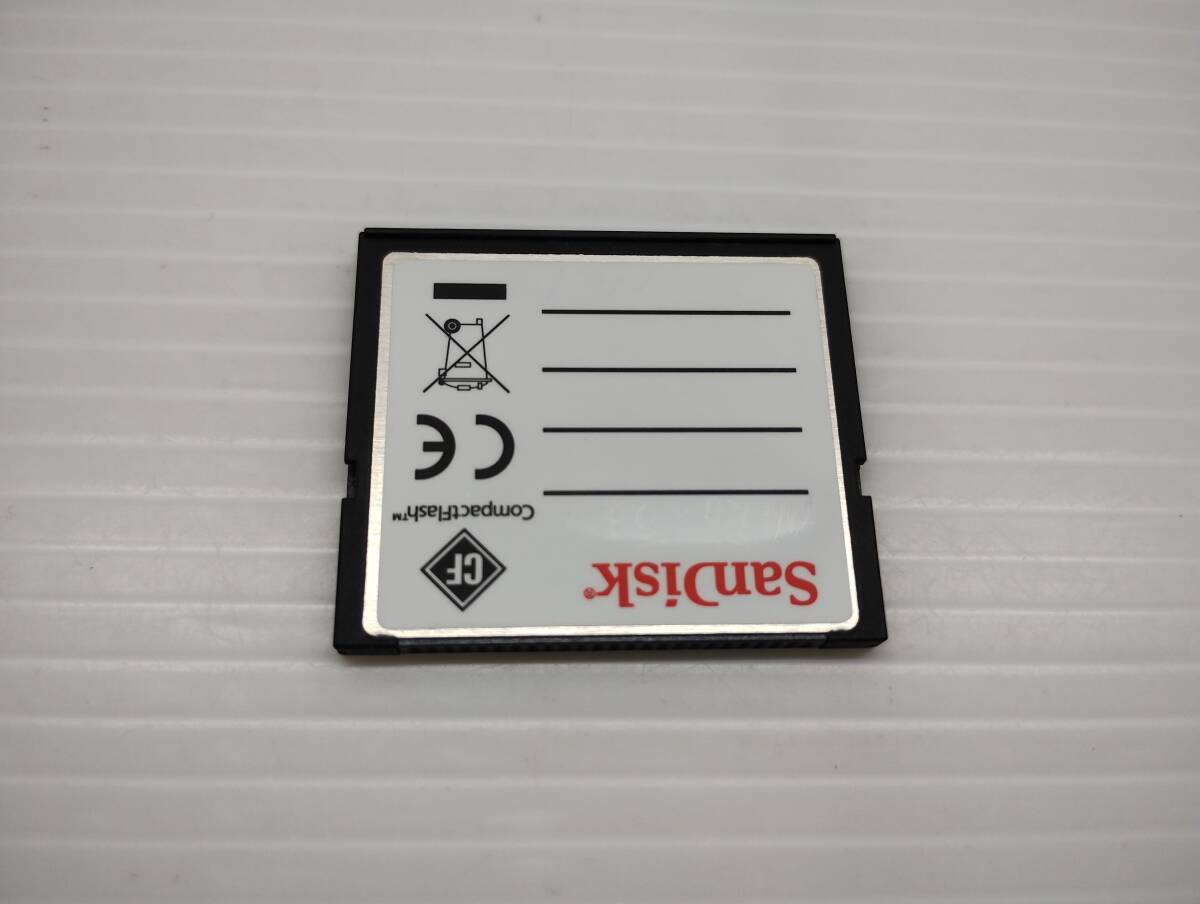 SanDisk®
CF
CompactFlash™
CE